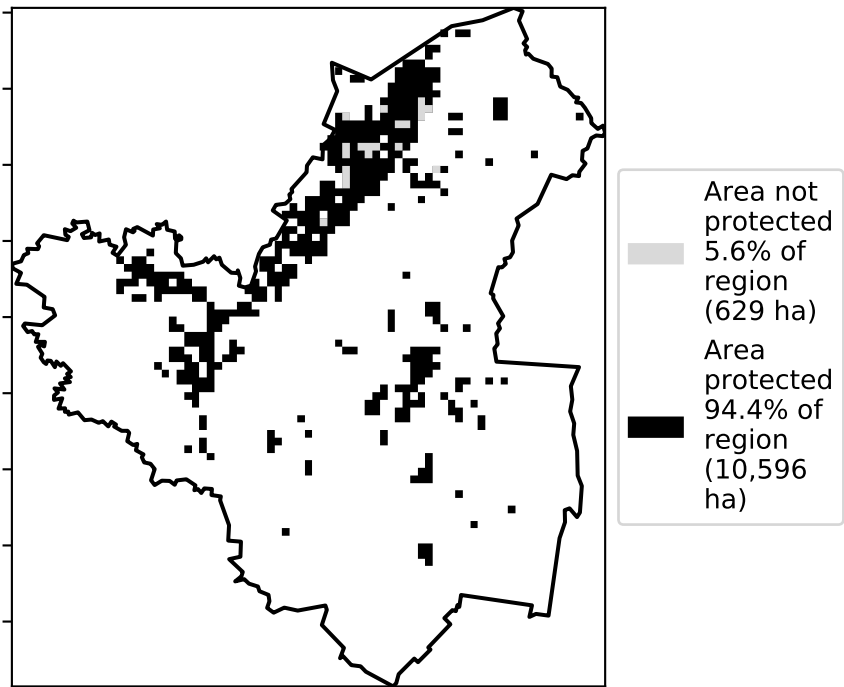 Area not
protected
5.6% of
region
(629 ha)
Area
protected
94.4% of
region
(10,596
ha)